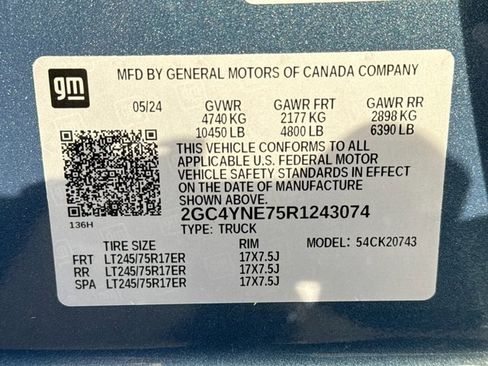 gm
MFD BY GENERAL MOTORS OF CANADA COMPANY
05/24 GVWR GAWR FRT GAWR RR
4740 KG 2177 KG 2898 KG
10450 LB 4800 LB 6390 LB
THIS VEHICLE CONFORMS TO ALL
APPLICABLE U.S. FEDERAL MOTOR
VEHICLE SAFETY STANDARDS IN EFFECT ON
THE DATE OF MANUFACTURE
SHOWN ABOVE.
2GC4YNE75R1243074
136H
TYPE: TRUCK
TIRE SIZE RIM MODEL: 54CK20743
FRT LT245/75R17ER 17X7.5J
RR LT245/75R17ER 17X7.5J
SPA LT245/75R17ER 17X7.5J